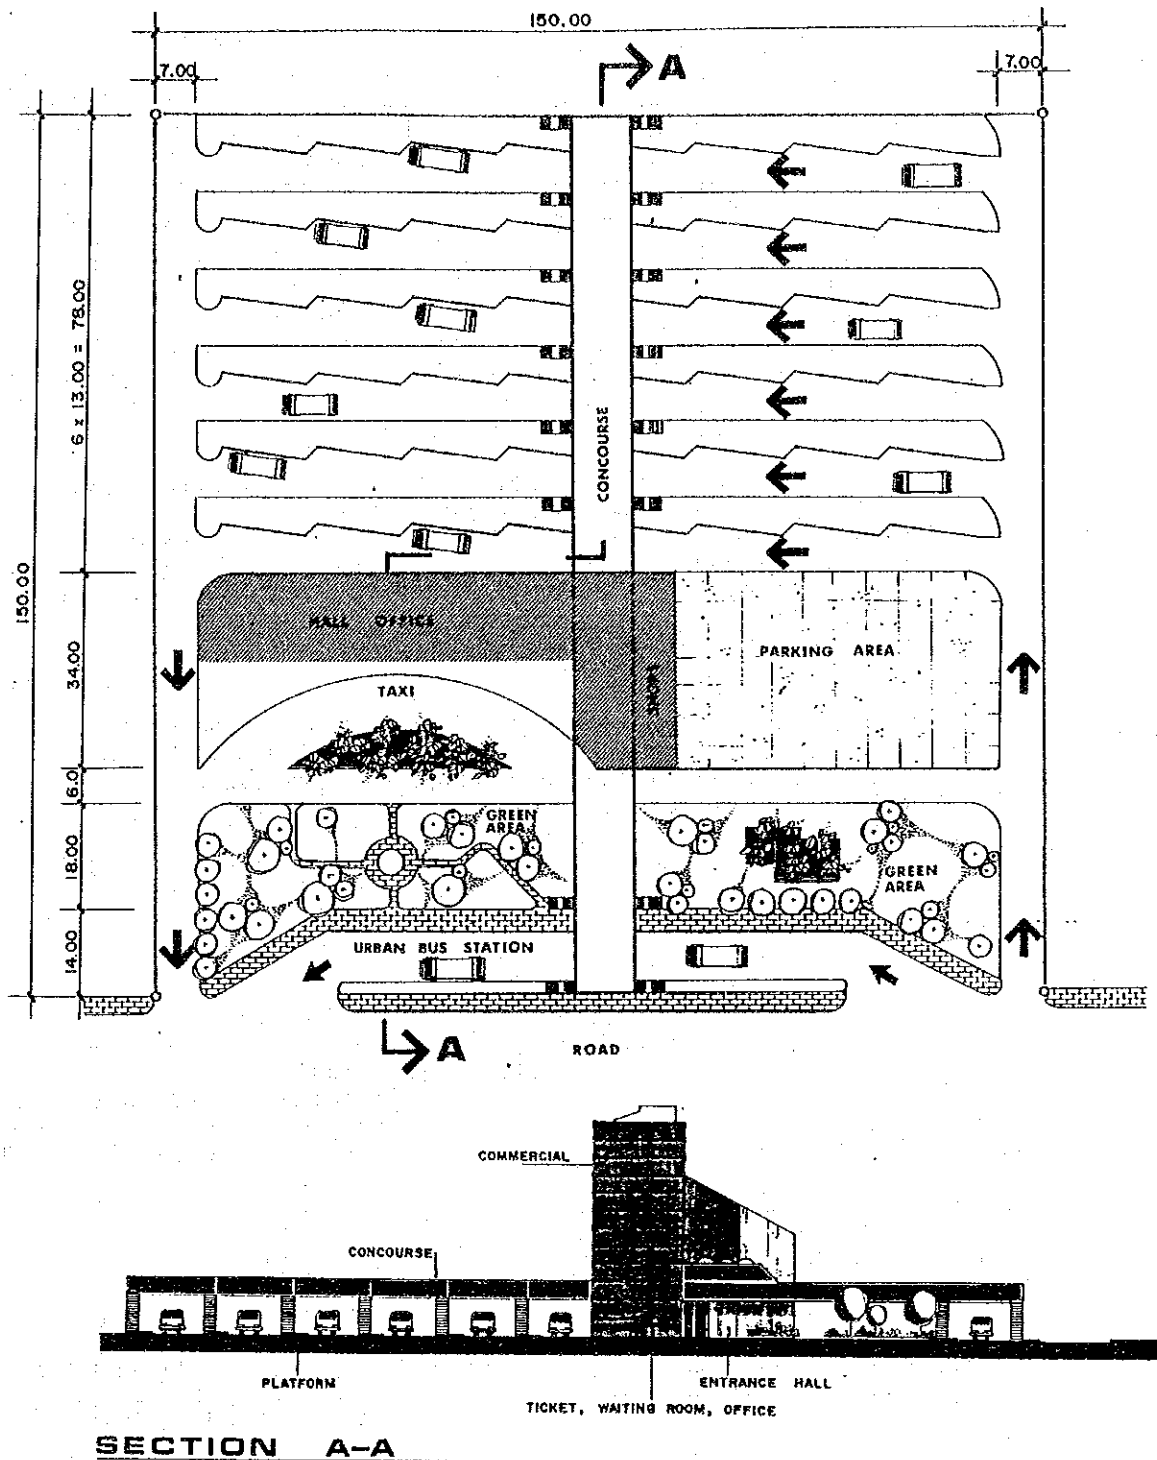 150.00
7.00
A
7.00
6 x 13.00 = 78.00
CONCOURSE
150.00
34.00
HALL OFFICE
SHOPS
PARKING AREA
TAXI
6.0
18.00
GREEN
AREA
GREEN
AREA
14.00
URBAN BUS STATION
A
ROAD
COMMERCIAL
CONCOURSE
PLATFORM
ENTRANCE HALL
TICKET, WAITING ROOM, OFFICE
SECTION A-A